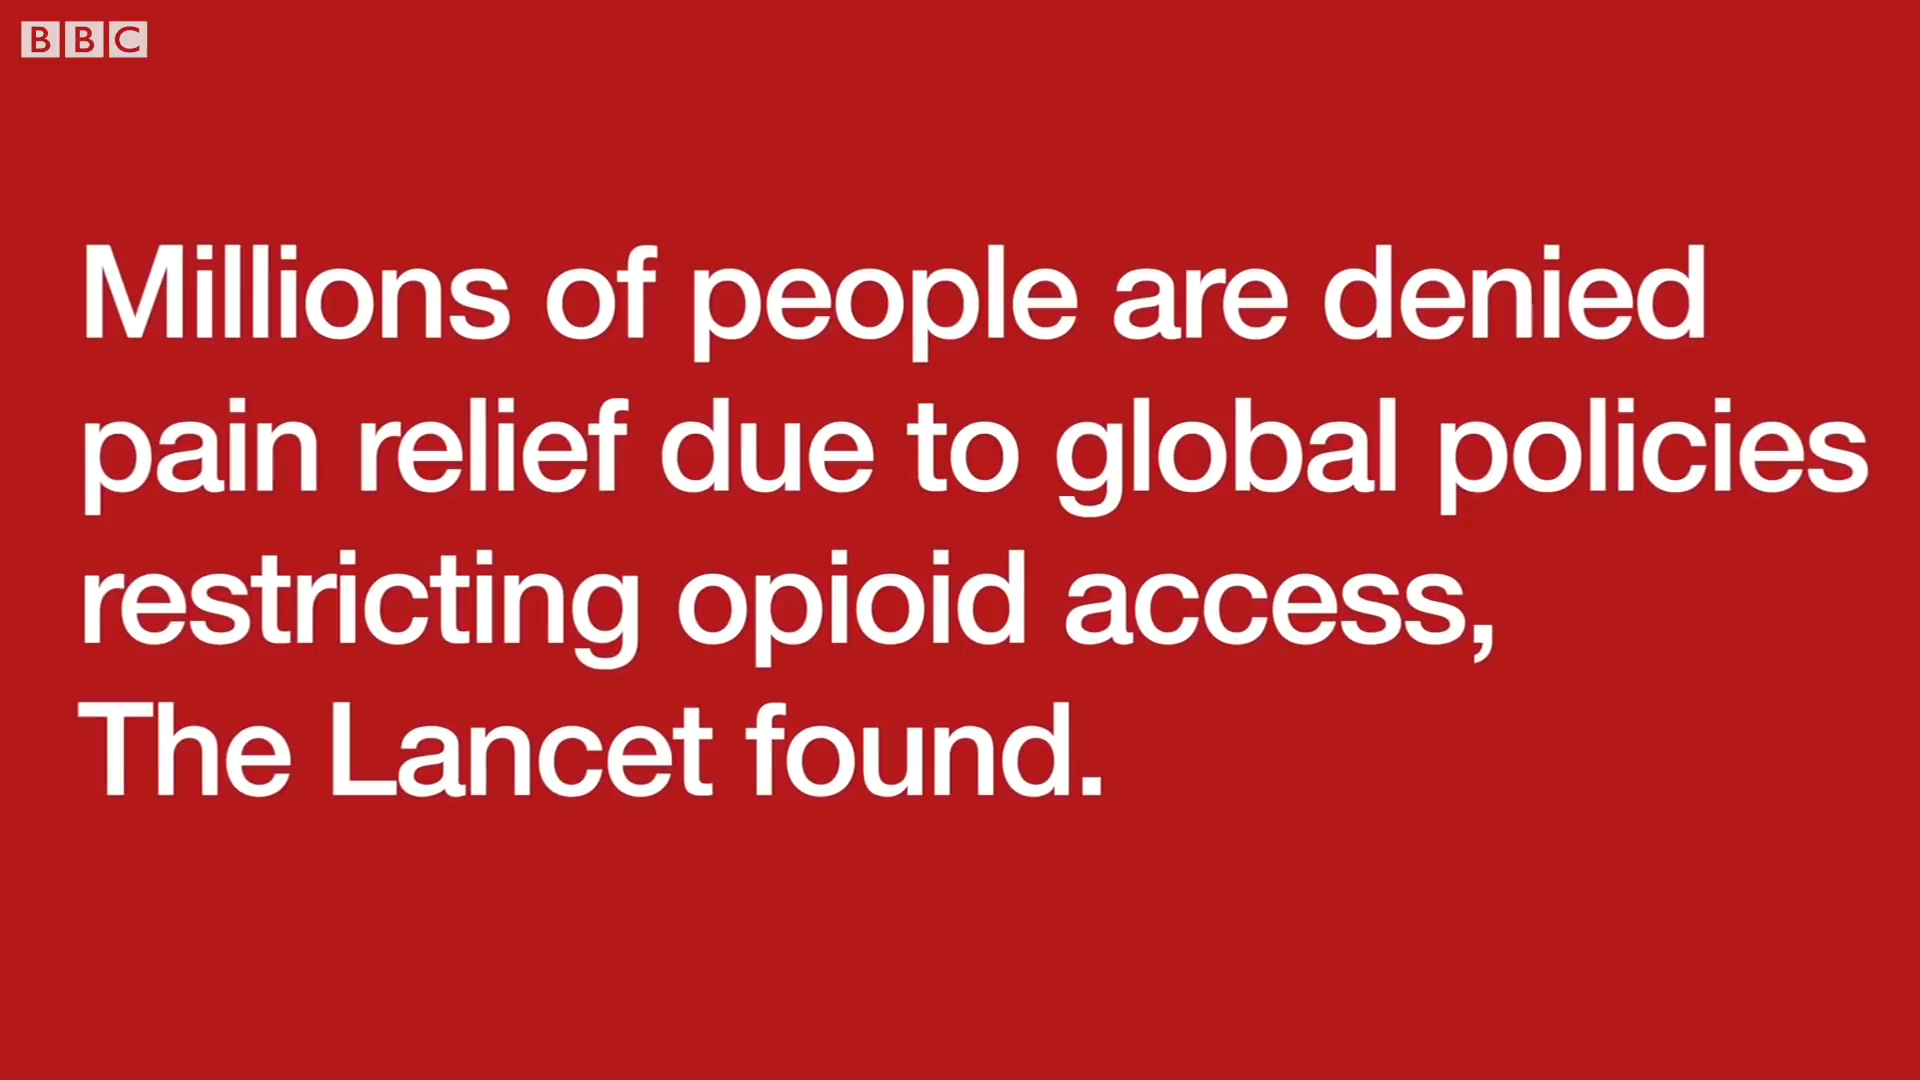 BBC
Millions of people are denied
pain relief due to global policies
restricting opioid access,
The Lancet found.